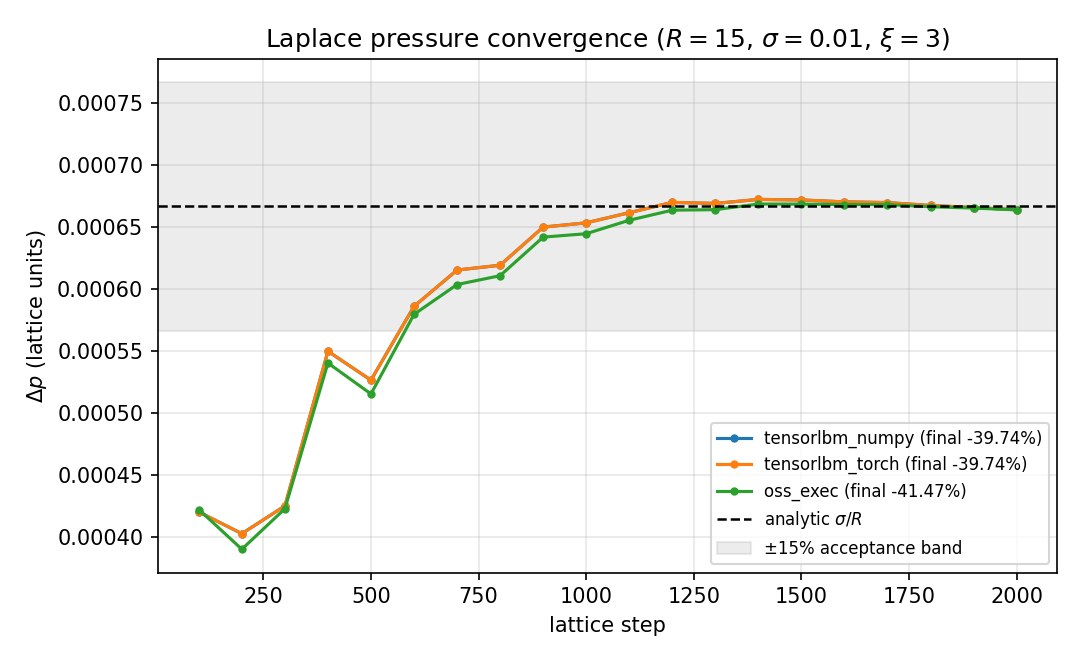 Laplace pressure convergence (R = 15, σ = 0.01, ξ = 3)
Δp (lattice units)
0.00075
0.00070
0.00065
0.00060
0.00055
0.00050
0.00045
0.00040
tensorlbm_numpy (final -39.74%)
tensorlbm_torch (final -39.74%)
oss_exec (final -41.47%)
analytic σ/R
±15% acceptance band
250 500 750 1000 1250 1500 1750 2000
lattice step